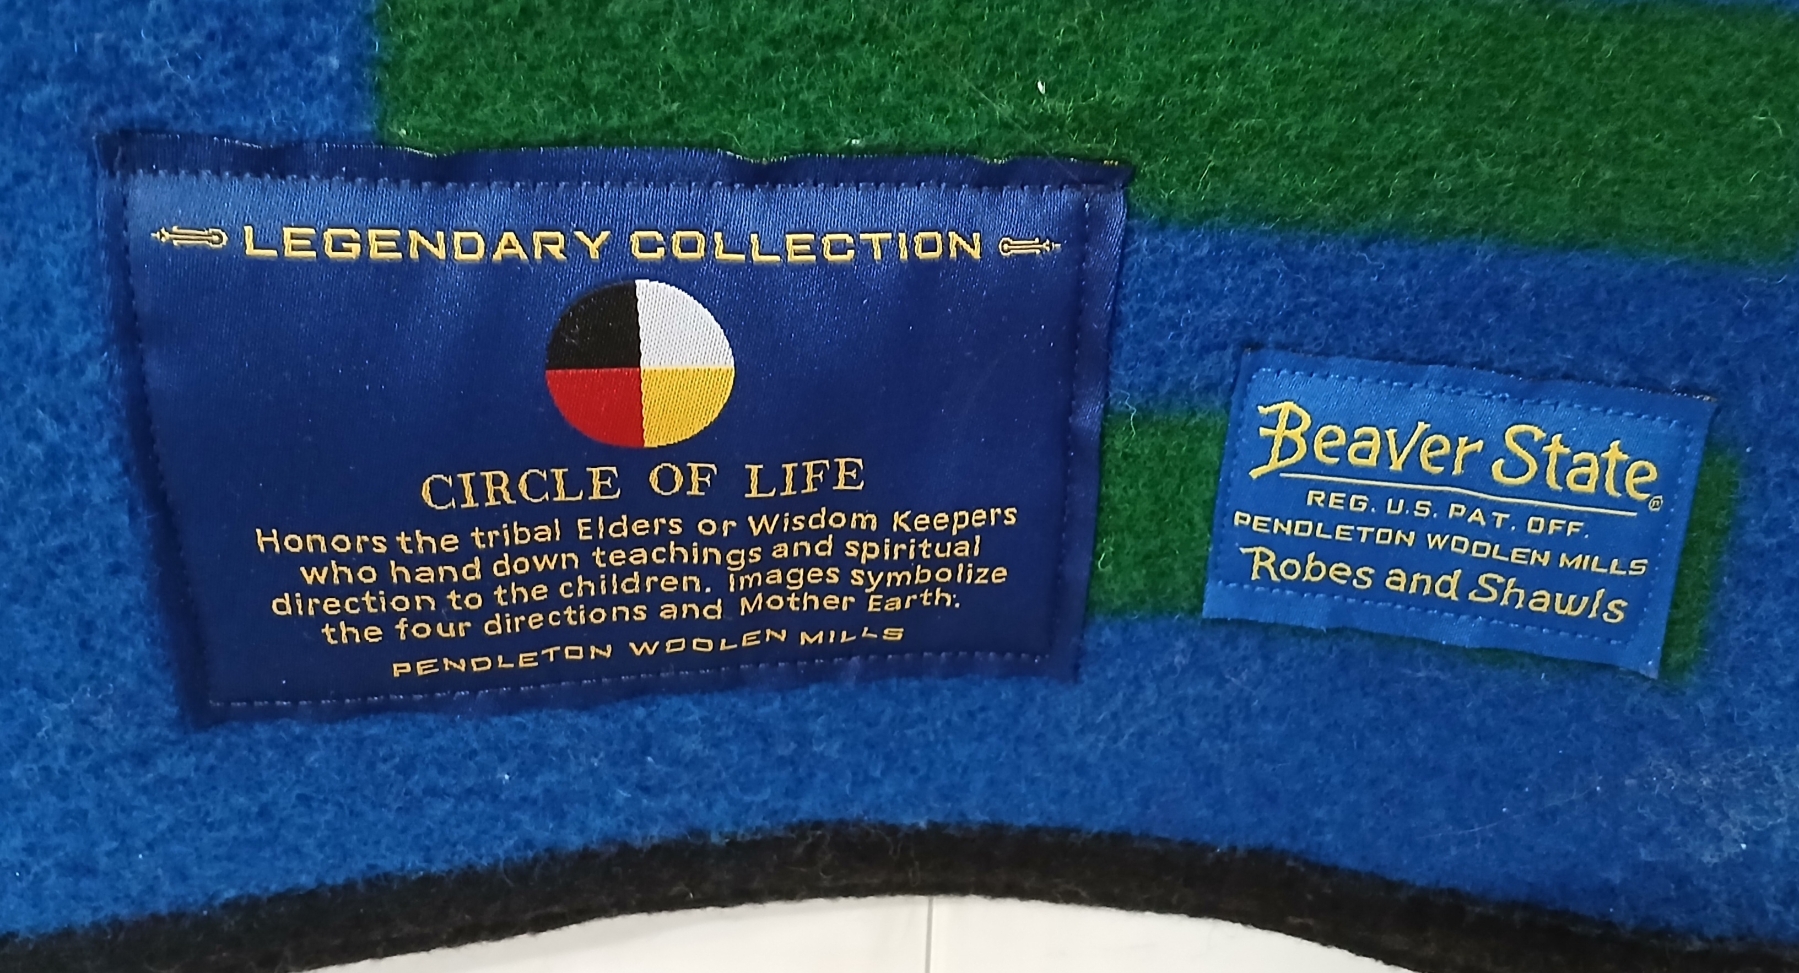 LEGENDARY COLLECTION
CIRCLE OF LIFE
Honors the tribal Elders or Wisdom Keepers
who hand down teachings and spiritual
direction to the children. Images symbolize
the four directions and Mother Earth.
PENDLETON WOOLEN MILLS
Beaver State®
REG. U.S. PAT. OFF.
PENDLETON WOOLEN MILLS
Robes and Shawls